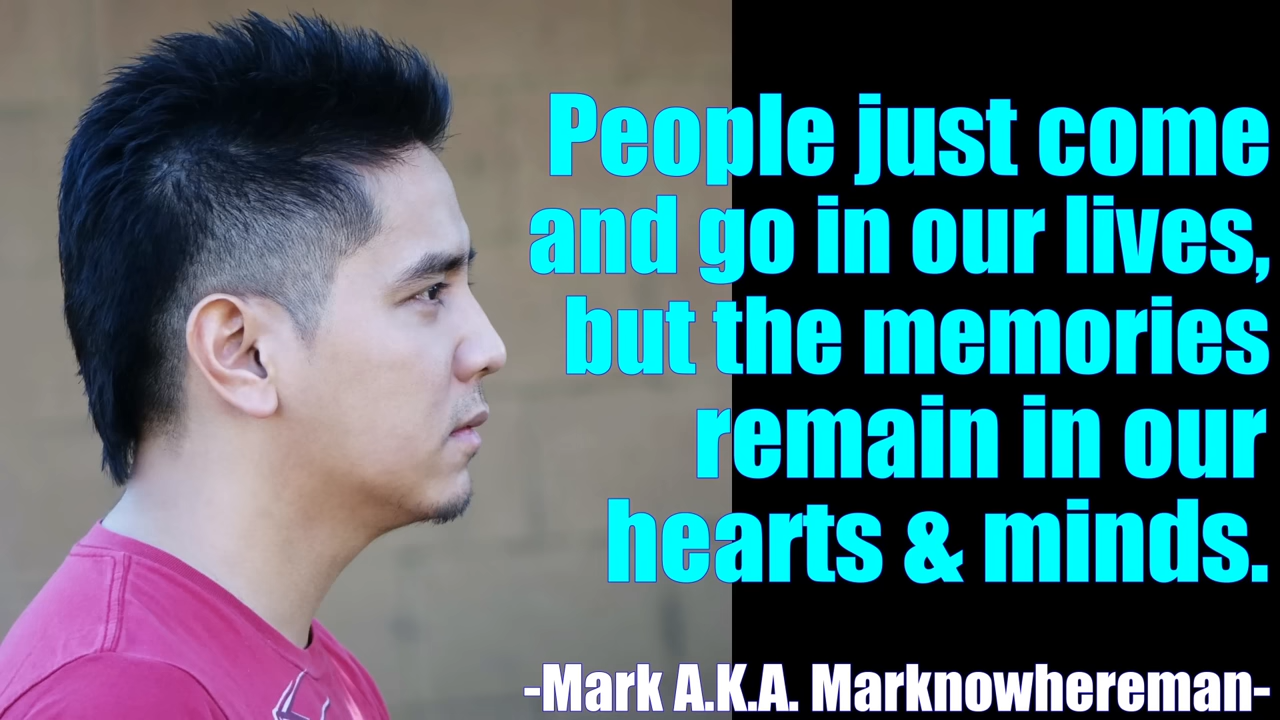 People just come
and go in our lives,
but the memories
remain in our
hearts & minds.
-Mark A.K.A. Marknowhereman-